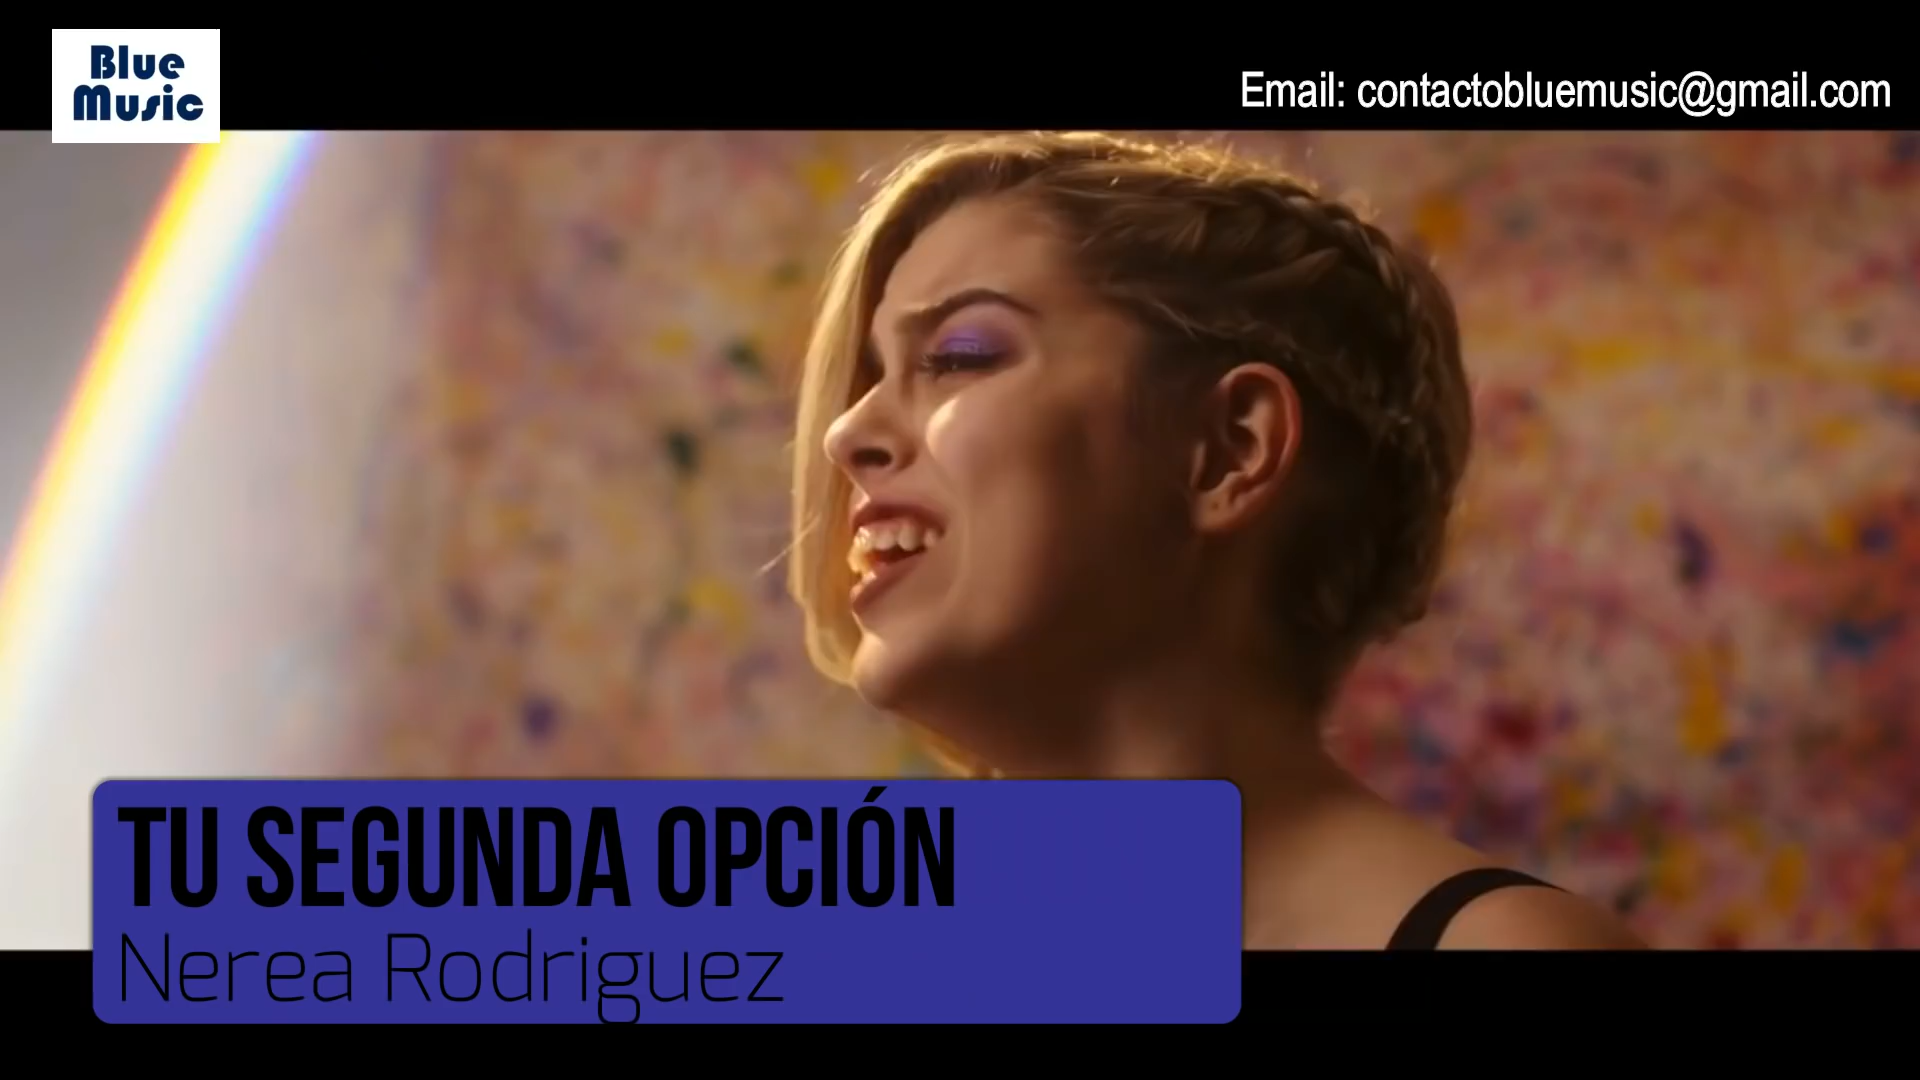 Blue
Music
Email: contactobluemusic@gmail.com
TU SEGUNDA OPCIÓN
Nerea Rodriguez